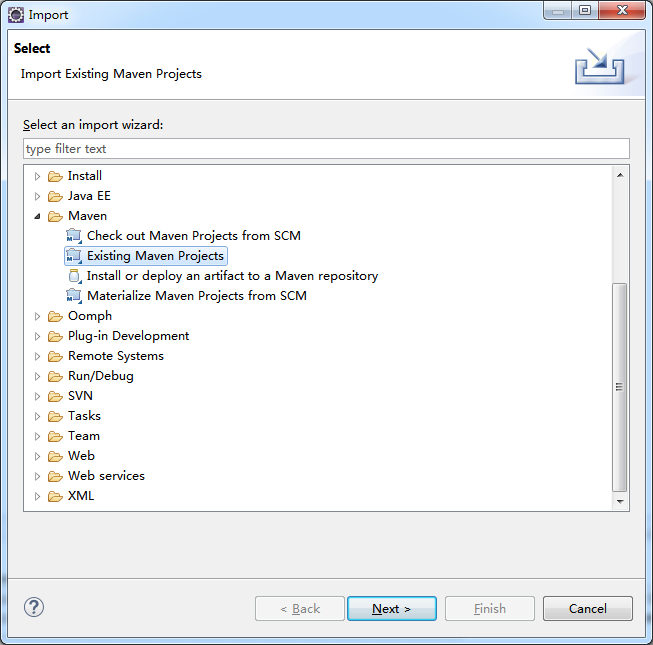 Import
Select
Import Existing Maven Projects
Select an import wizard:
type filter text
Install
Java EE
Maven
Check out Maven Projects from SCM
Existing Maven Projects
Install or deploy an artifact to a Maven repository
Materialize Maven Projects from SCM
Oomph
Plug-in Development
Remote Systems
Run/Debug
SVN
Tasks
Team
Web
Web services
XML
? < Back Next > Finish Cancel